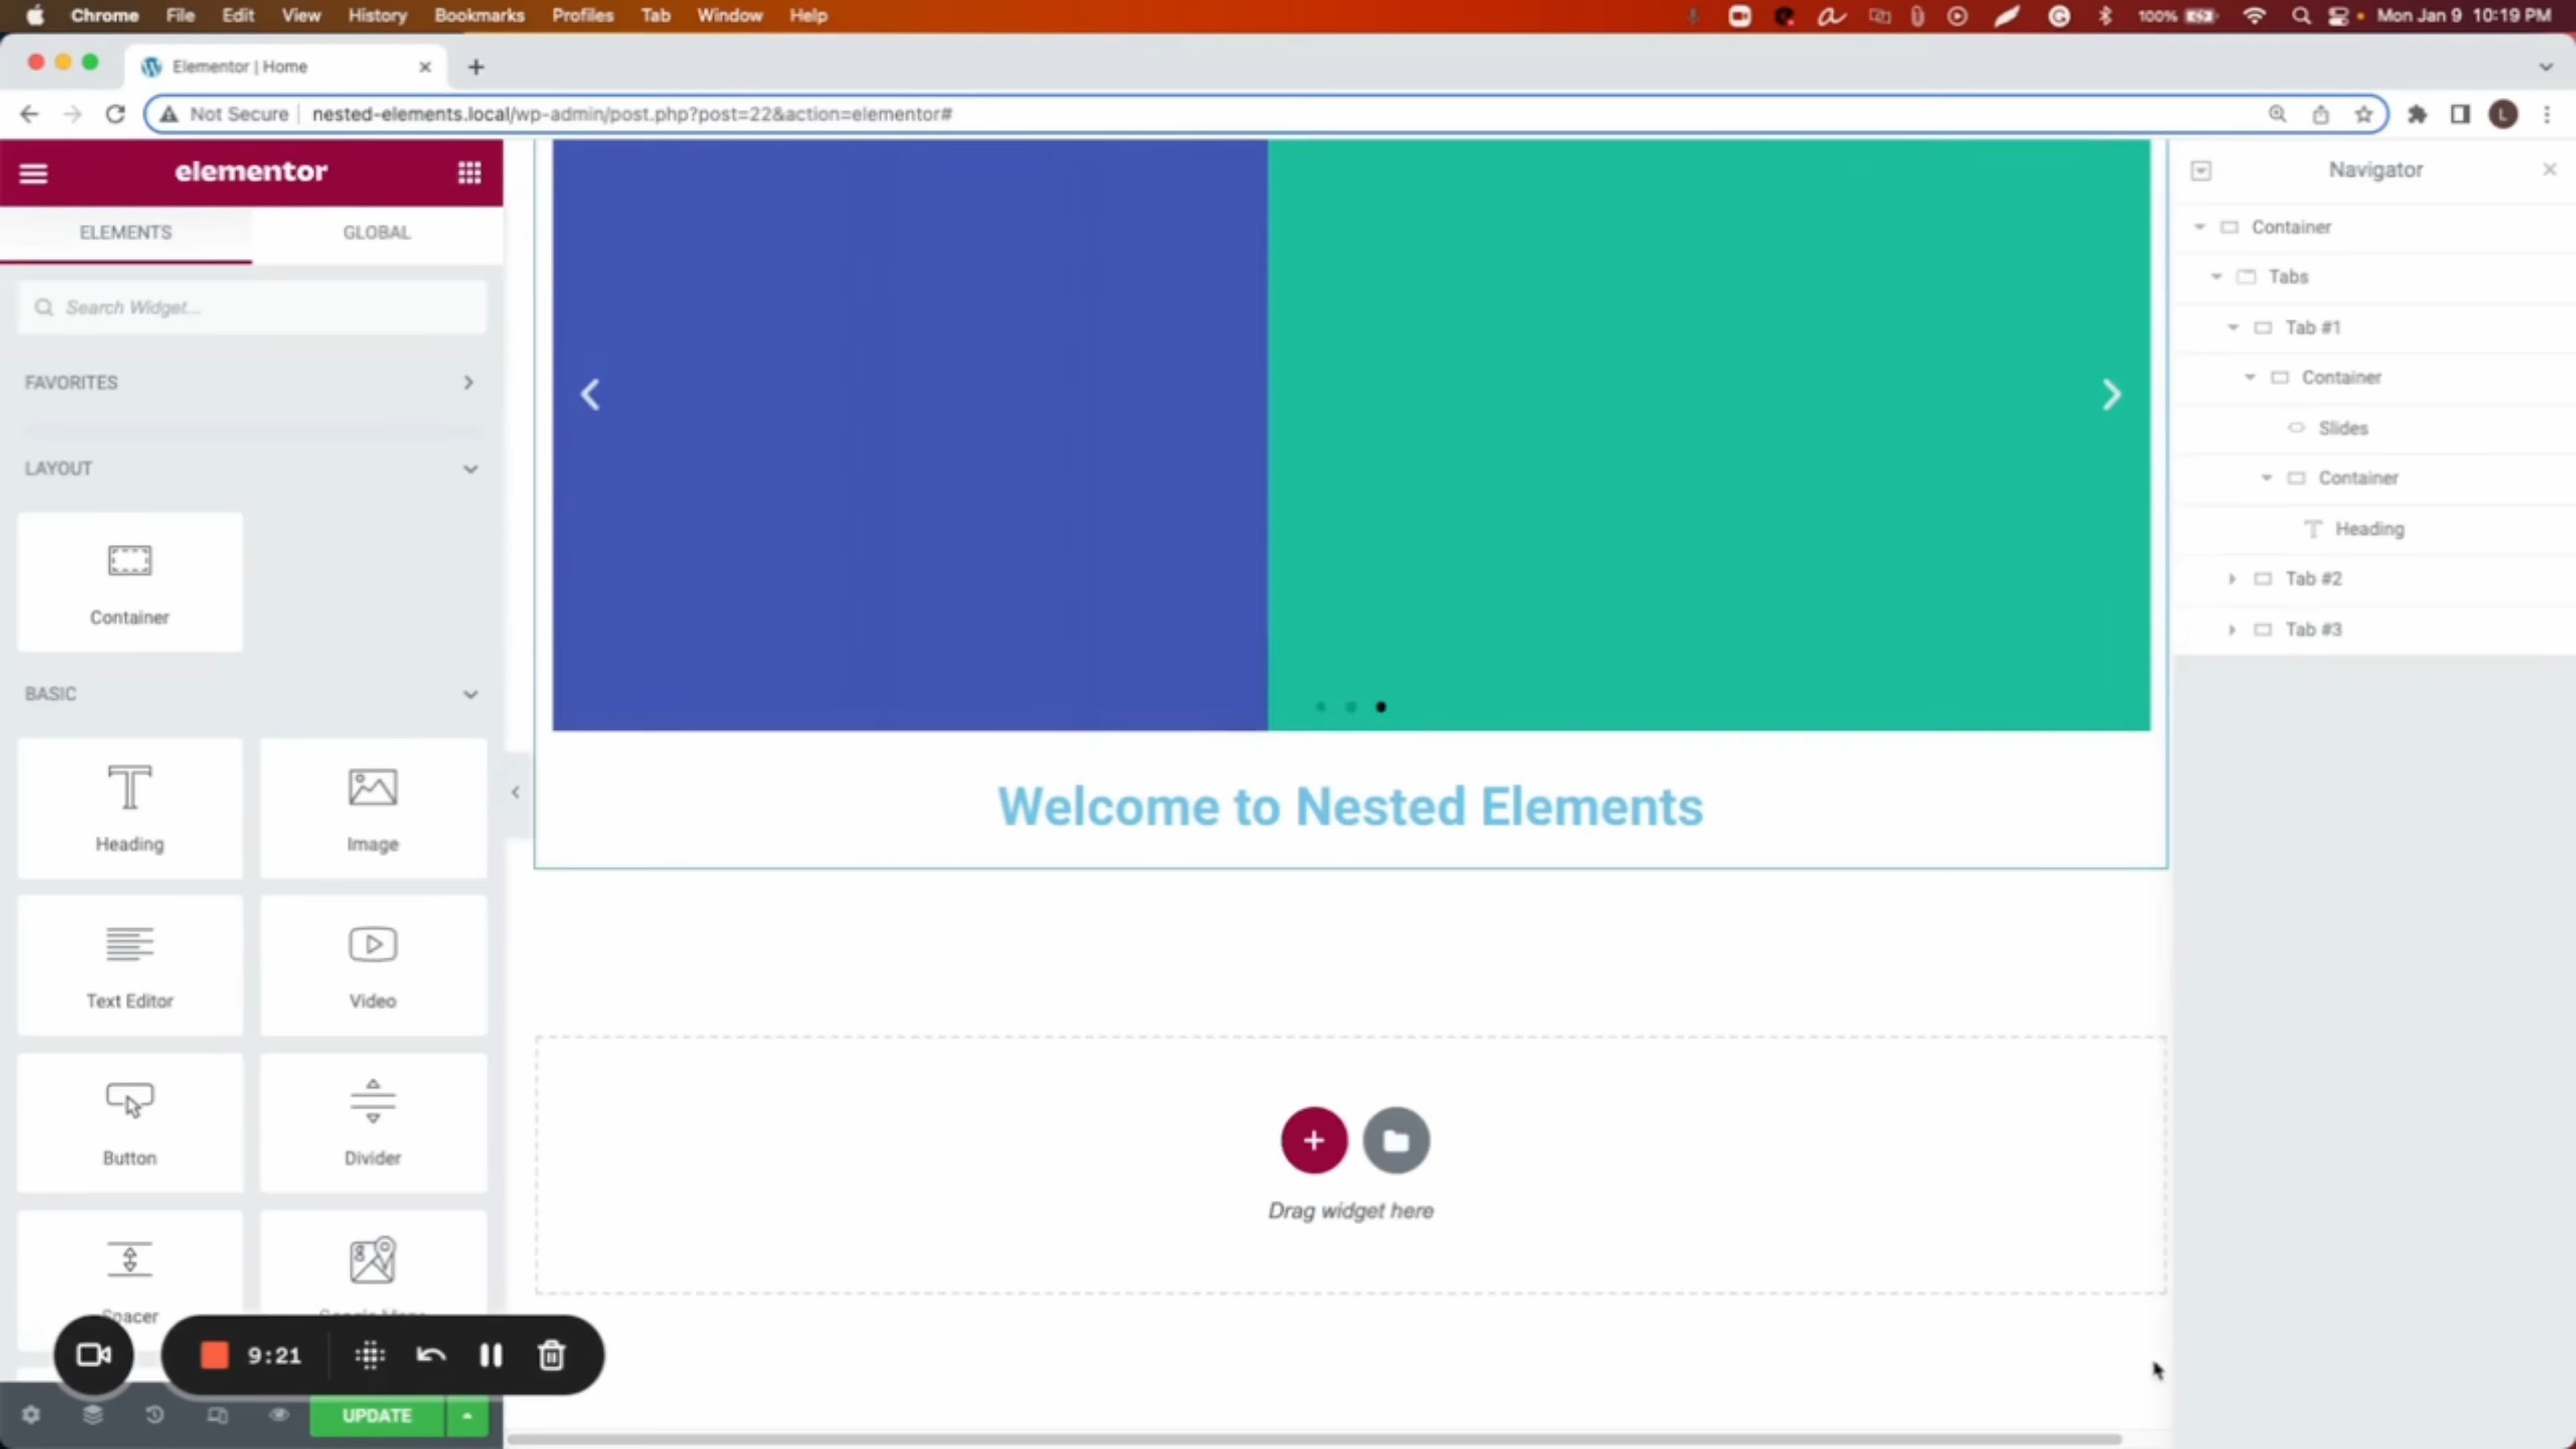 Chrome File Edit View History Bookmarks Profiles Tab Window Help 100% Mon Jan 9 10:19 PM
Elementor | Home
Not Secure nested-elements.local/wp-admin/post.php?post=22&action=elementor# L
elementor
ELEMENTS GLOBAL
Search Widget...
FAVORITES
LAYOUT
Container
BASIC
Heading Image
Text Editor Video
Button Divider
Spacer
9:21
UPDATE
Welcome to Nested Elements
Drag widget here
Navigator
Container
Tabs
Tab #1
Container
Slides
Container
Heading
Tab #2
Tab #3